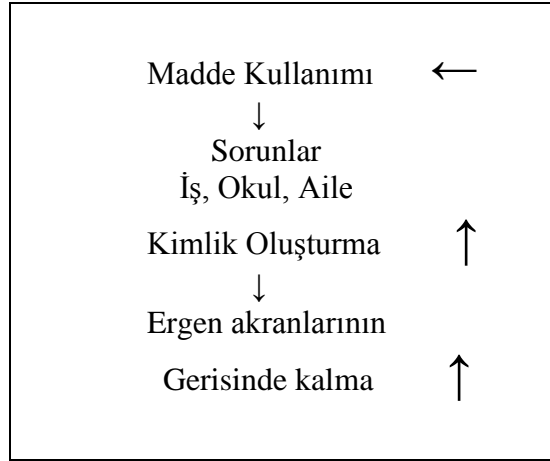 Madde Kullanımı ←
↓
Sorunlar
İş, Okul, Aile
Kimlik Oluşturma ↑
↓
Ergen akranlarının
Gerisinde kalma ↑